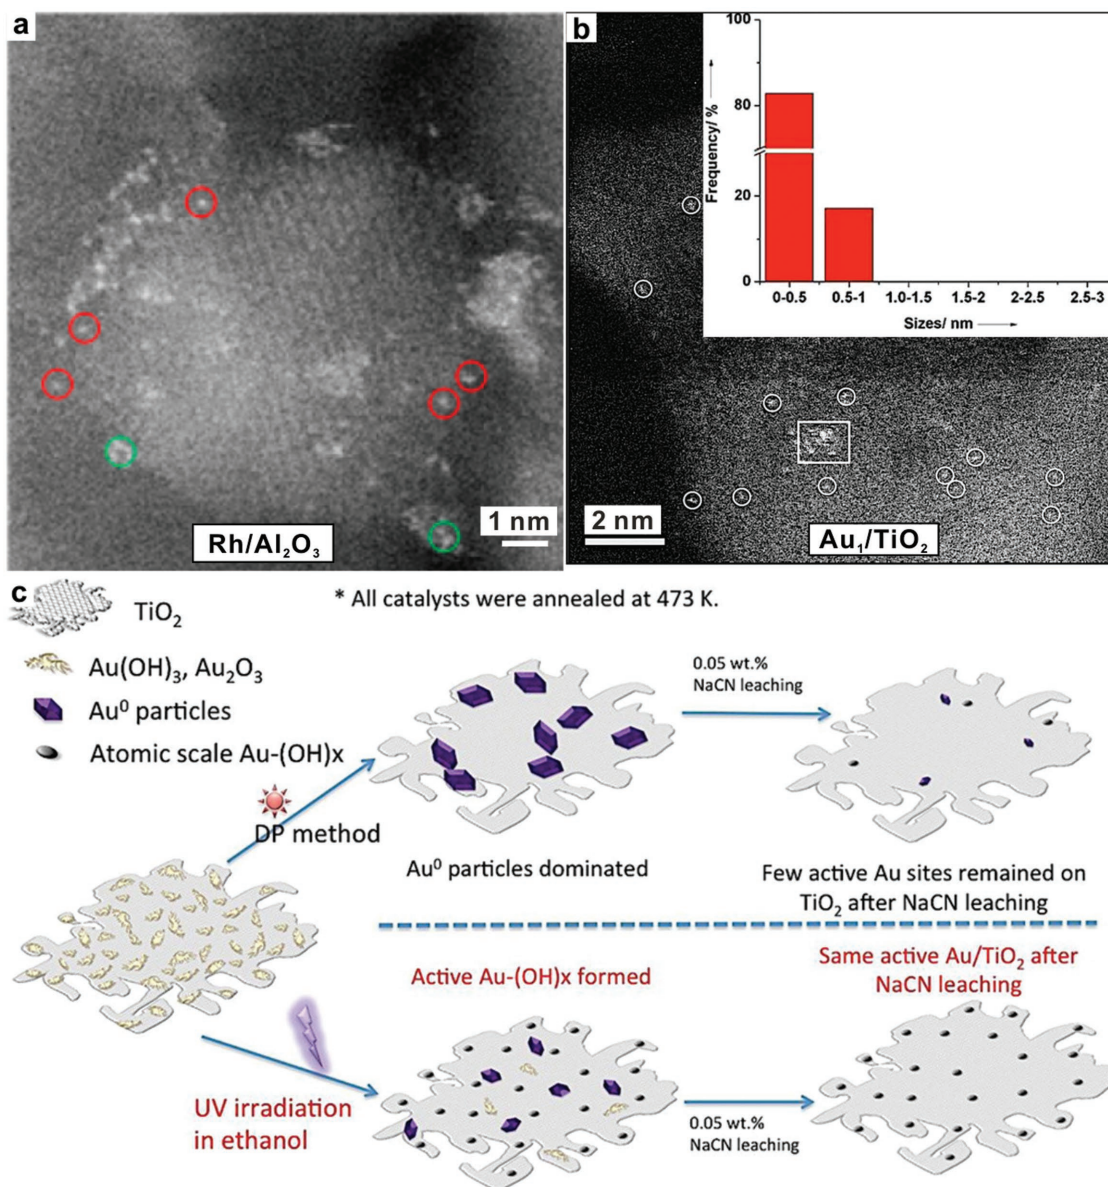 a
Rh/Al₂O₃
1 nm
b
100
80
20
0
Frequency/ %
0-0.5 0.5-1 1.0-1.5 1.5-2 2-2.5 2.5-3
Sizes/ nm
2 nm
Au₁/TiO₂
c
TiO₂
* All catalysts were annealed at 473 K.
Au(OH)₃, Au₂O₃
Au⁰ particles
Atomic scale Au-(OH)x
DP method
0.05 wt.%
NaCN leaching
Au⁰ particles dominated
Few active Au sites remained on
TiO₂ after NaCN leaching
Active Au-(OH)x formed
Same active Au/TiO₂ after
NaCN leaching
UV irradiation
in ethanol
0.05 wt.%
NaCN leaching